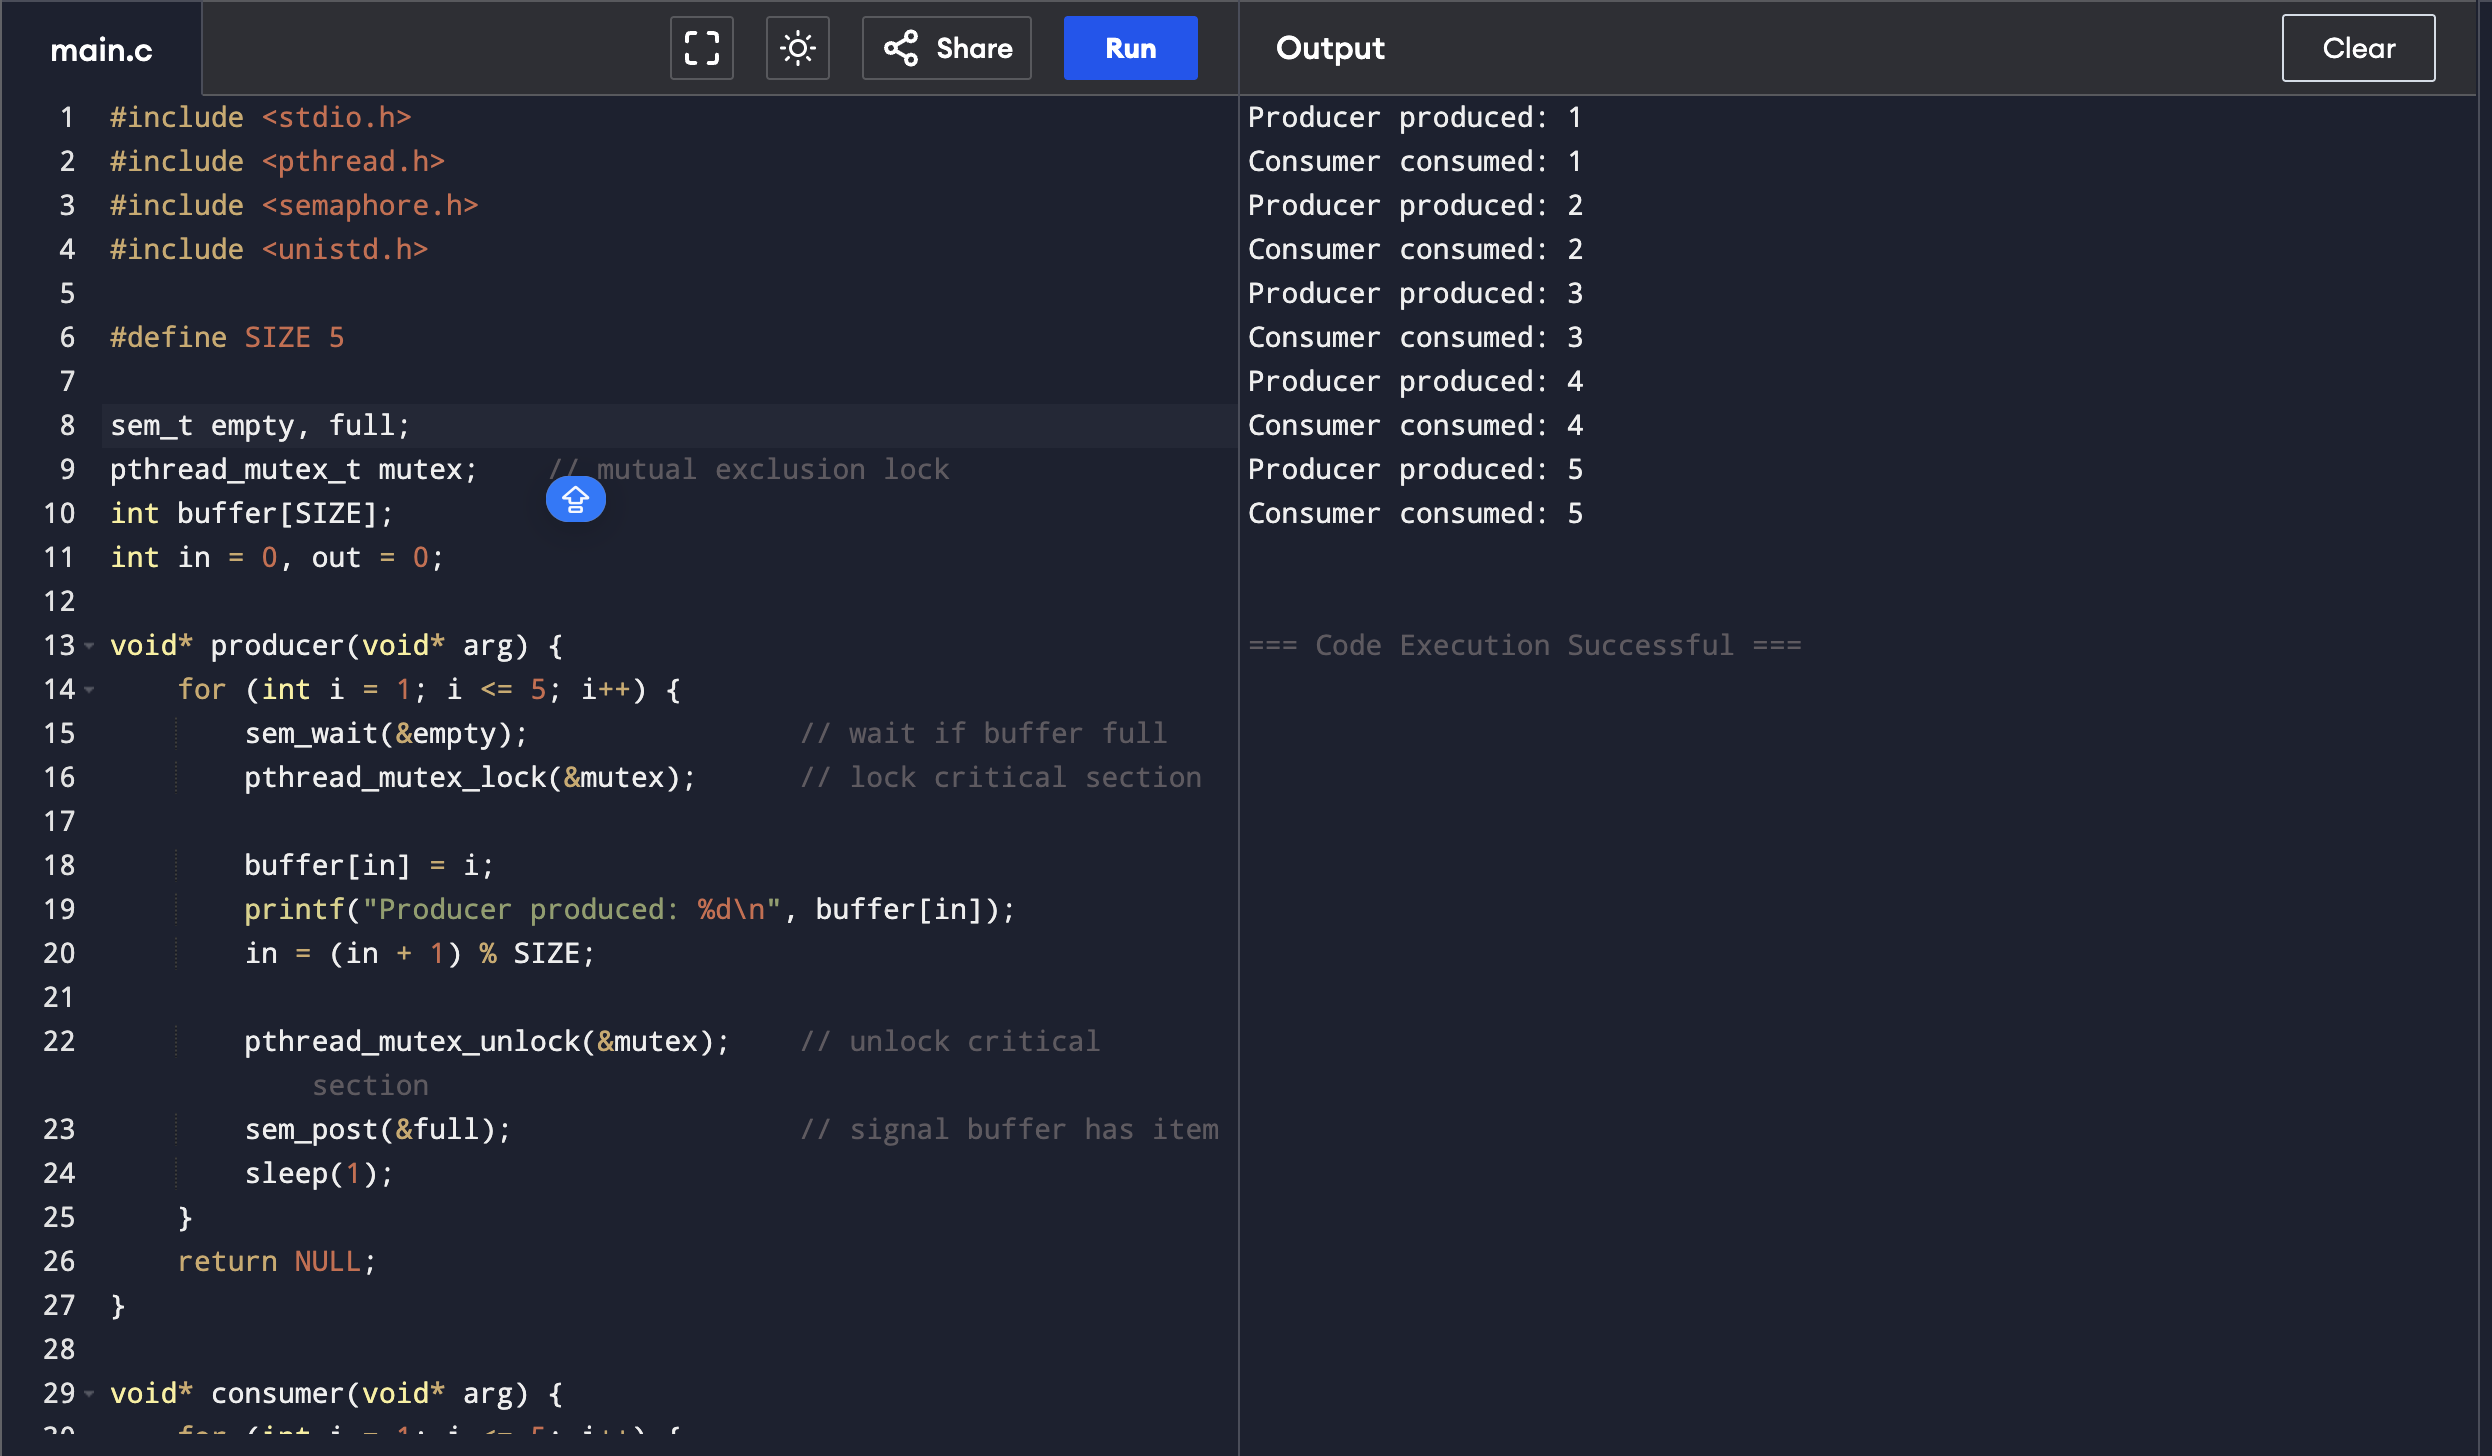 main.c
Share
Run
Output
Clear
1 #include <stdio.h>
2 #include <pthread.h>
3 #include <semaphore.h>
4 #include <unistd.h>
5
6 #define SIZE 5
7
8 sem_t empty, full;
9 pthread_mutex_t mutex;    // mutual exclusion lock
10 int buffer[SIZE];
11 int in = 0, out = 0;
12
13 void* producer(void* arg) {
14     for (int i = 1; i <= 5; i++) {
15         sem_wait(&empty);                // wait if buffer full
16         pthread_mutex_lock(&mutex);      // lock critical section
17
18         buffer[in] = i;
19         printf("Producer produced: %d\n", buffer[in]);
20         in = (in + 1) % SIZE;
21
22         pthread_mutex_unlock(&mutex);    // unlock critical
section
23         sem_post(&full);                 // signal buffer has item
24         sleep(1);
25     }
26     return NULL;
27 }
28
29 void* consumer(void* arg) {
30     for (int i = 1; i <= 5; i++) {
Producer produced: 1
Consumer consumed: 1
Producer produced: 2
Consumer consumed: 2
Producer produced: 3
Consumer consumed: 3
Producer produced: 4
Consumer consumed: 4
Producer produced: 5
Consumer consumed: 5
=== Code Execution Successful ===